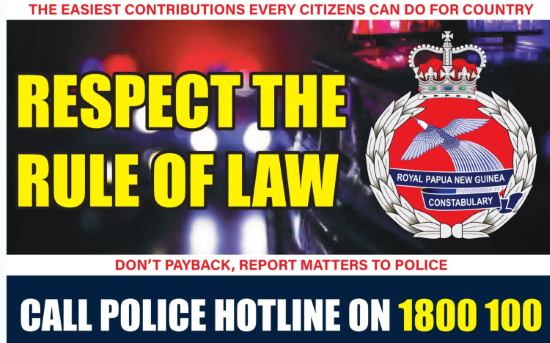 THE EASIEST CONTRIBUTIONS EVERY CITIZENS CAN DO FOR COUNTRY
RESPECT THE
RULE OF LAW
ROYAL PAPUA NEW GUINEA
CONSTABULARY
DON'T PAYBACK, REPORT MATTERS TO POLICE
CALL POLICE HOTLINE ON 1800 100